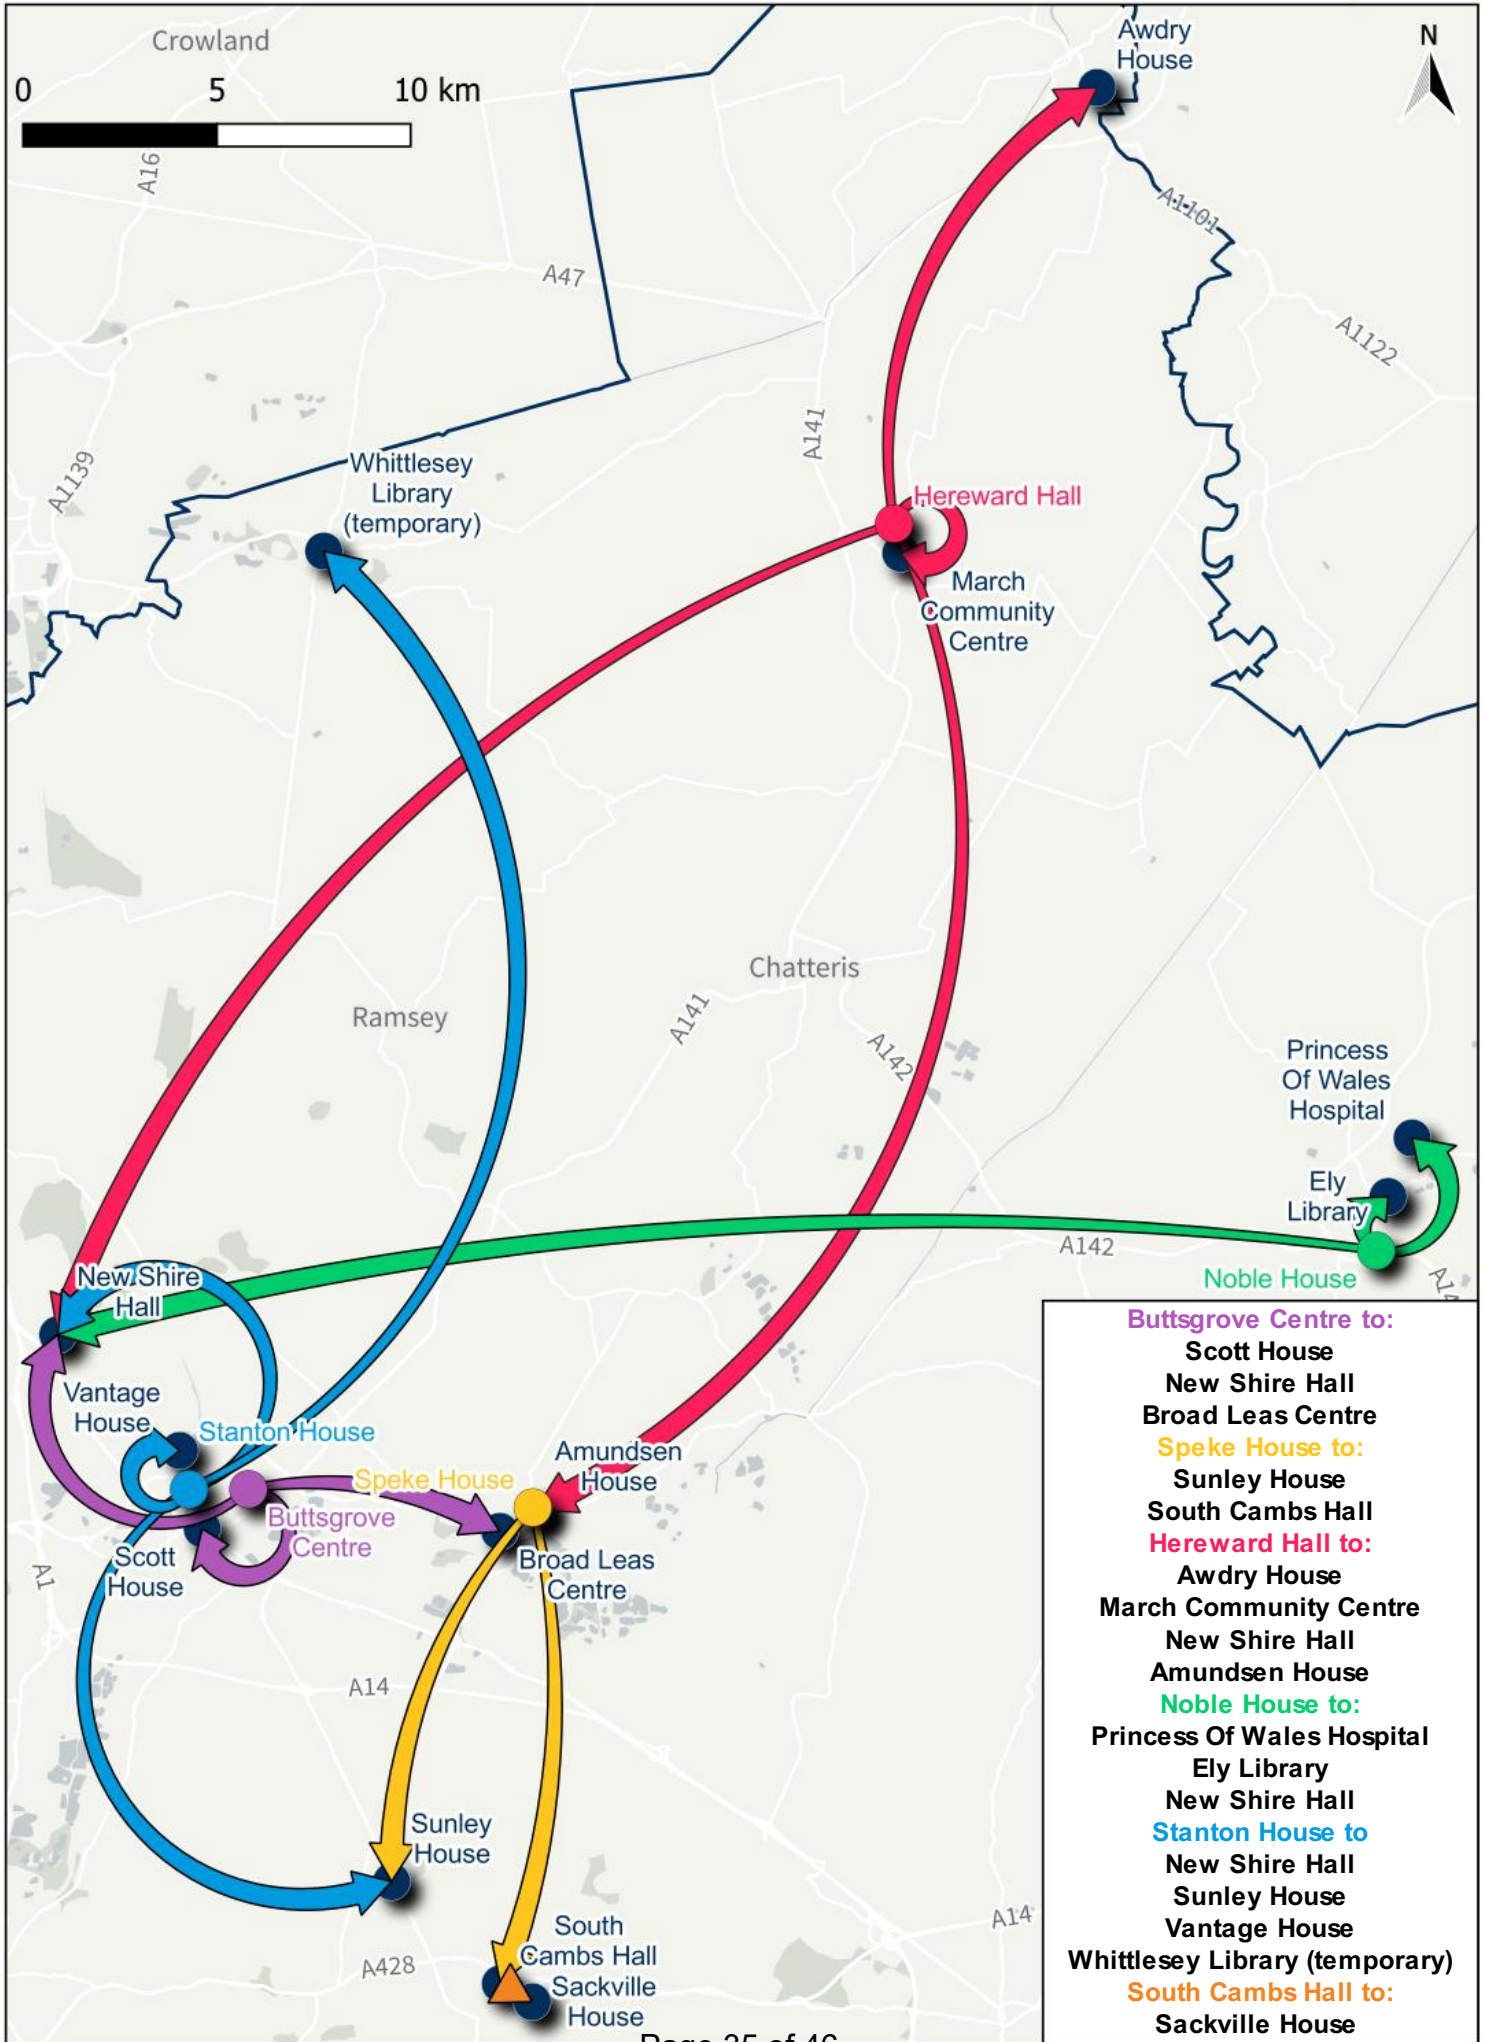 Crowland
Awdry
House
N
0 5 10 km
A16
A1101
A47
A1122
A141
A1139
Whittlesey
Library
(temporary)
Hereward Hall
March
Community
Centre
Chatteris
Ramsey
A141
A142
Princess
Of Wales
Hospital
Ely
Library
A142
Noble House
A14
New Shire
Hall
Vantage
House
Stanton House
Amundsen
House
Speke House
Buttsgrove
Centre
Scott
House
Broad Leas
Centre
A1
A14
Sunley
House
South
Cambs Hall
Sackville
House
A428
A14
Buttsgrove Centre to:
Scott House
New Shire Hall
Broad Leas Centre
Speke House to:
Sunley House
South Cambs Hall
Hereward Hall to:
Awdry House
March Community Centre
New Shire Hall
Amundsen House
Noble House to:
Princess Of Wales Hospital
Ely Library
New Shire Hall
Stanton House to
New Shire Hall
Sunley House
Vantage House
Whittlesey Library (temporary)
South Cambs Hall to:
Sackville House
Page 35 of 46